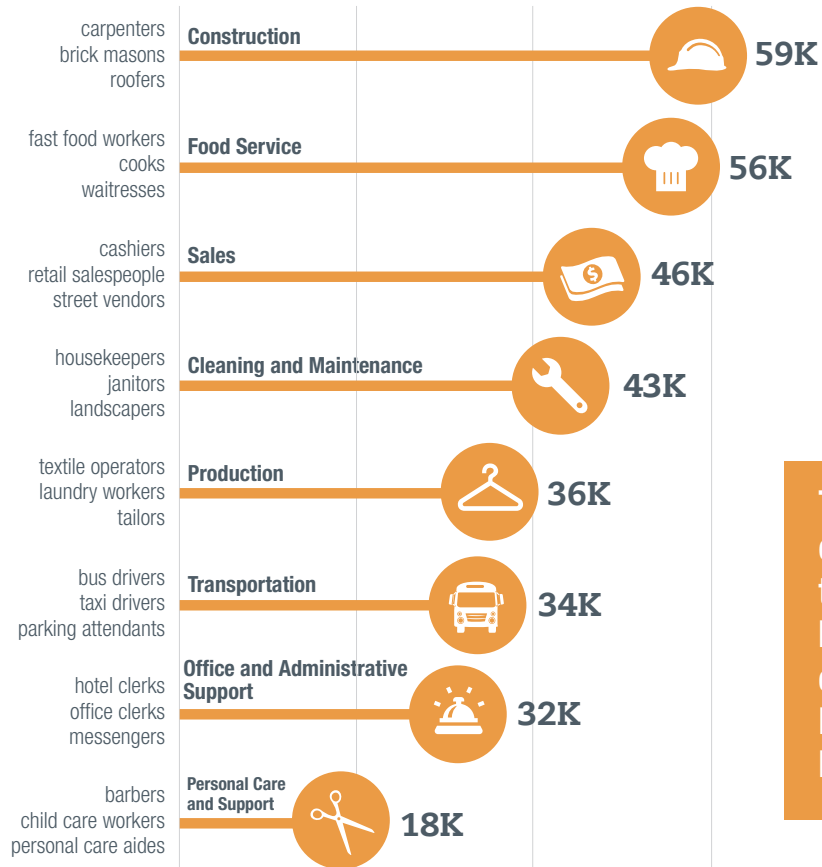 carpenters
brick masons
roofers
Construction
59K
fast food workers
cooks
waitresses
Food Service
56K
cashiers
retail salespeople
street vendors
Sales
46K
housekeepers
janitors
landscapers
Cleaning and Maintenance
43K
textile operators
laundry workers
tailors
Production
36K
bus drivers
taxi drivers
parking attendants
Transportation
34K
hotel clerks
office clerks
messengers
Office and Administrative
Support
32K
barbers
child care workers
personal care aides
Personal Care
and Support
18K